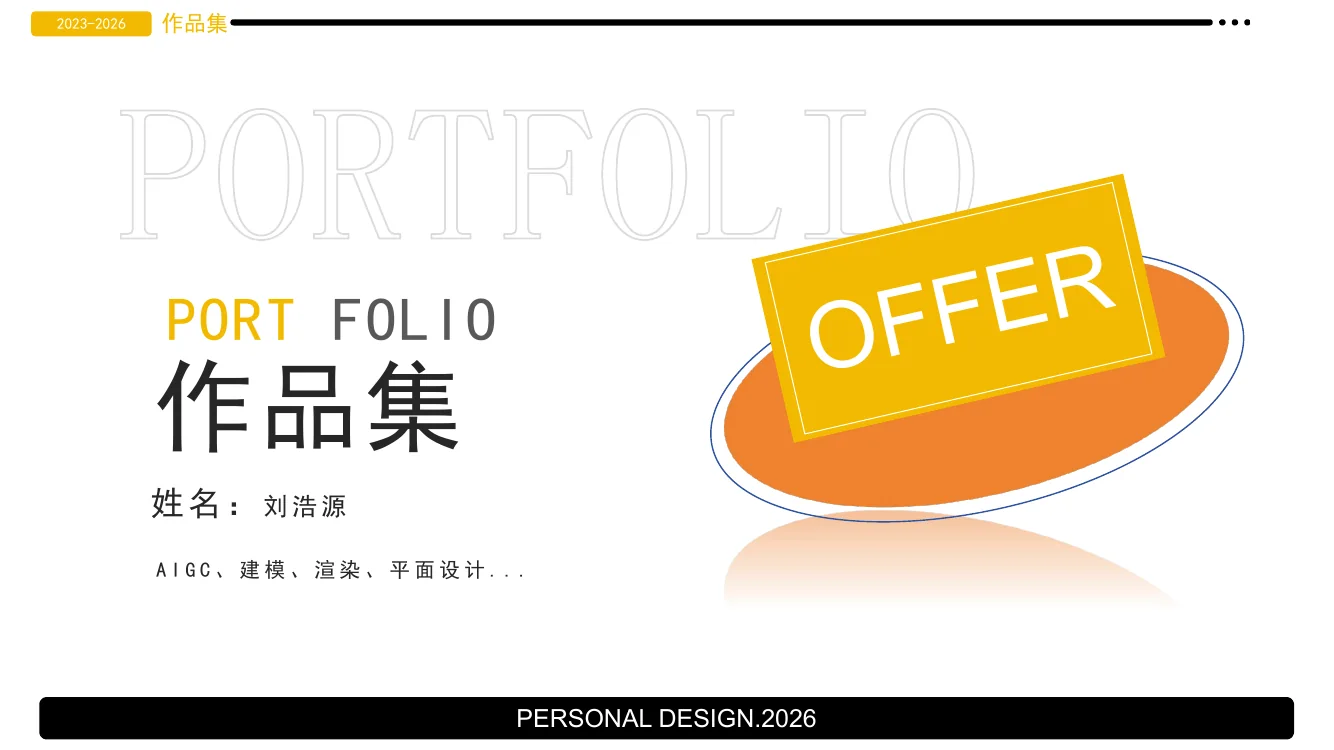 2023-2026 作品集
PORTFOLIO
OFFER
PORT FOLIO
作品集
姓名：刘浩源
AIGC、建模、渲染、平面设计...
PERSONAL DESIGN.2026